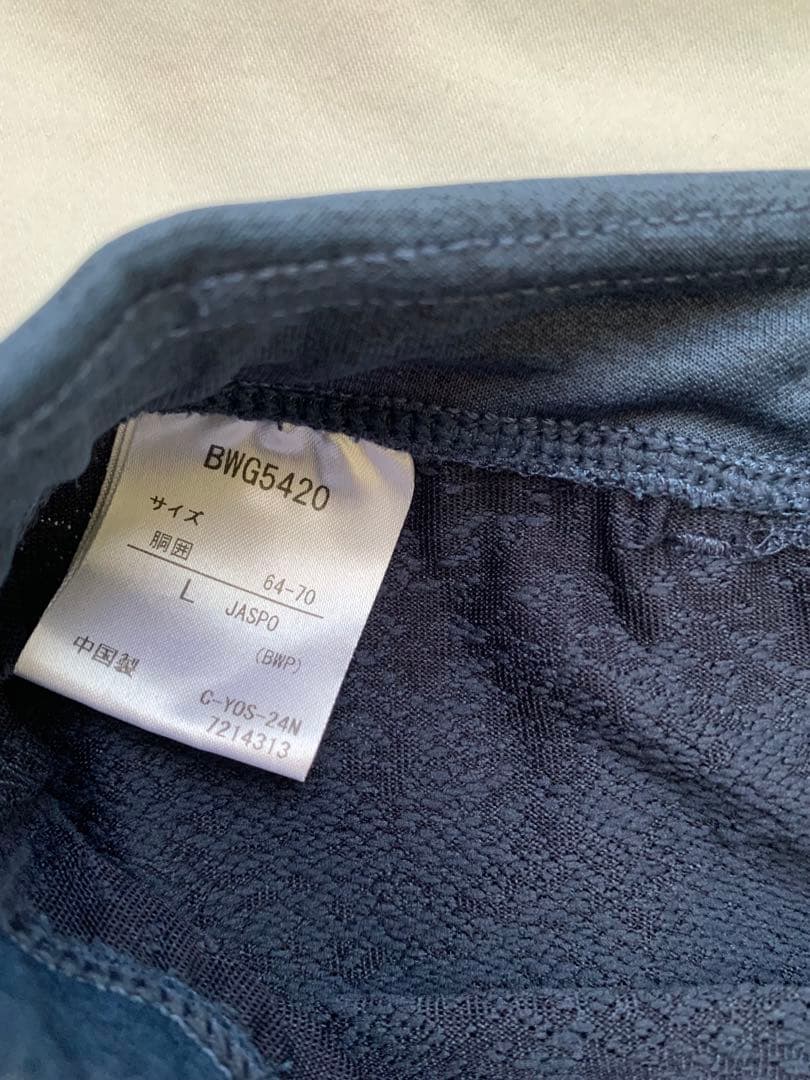 BWG5420
サイズ
胴囲 64-70
L JASPO
(BWP)
中国製
C-YOS-24N
7214313